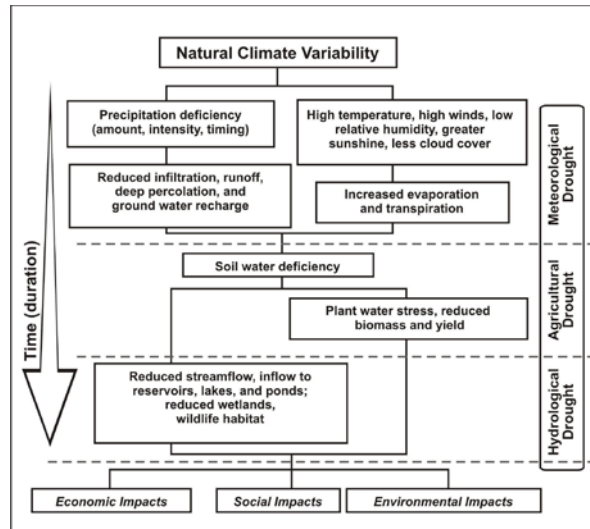 Natural Climate Variability
Precipitation deficiency
(amount, intensity, timing)
High temperature, high winds, low
relative humidity, greater
sunshine, less cloud cover
Reduced infiltration, runoff,
deep percolation, and
ground water recharge
Increased evaporation
and transpiration
Meteorological
Drought
Soil water deficiency
Plant water stress, reduced
biomass and yield
Agricultural
Drought
Time (duration)
Reduced streamflow, inflow to
reservoirs, lakes, and ponds;
reduced wetlands,
wildlife habitat
Hydrological
Drought
Economic Impacts
Social Impacts
Environmental Impacts